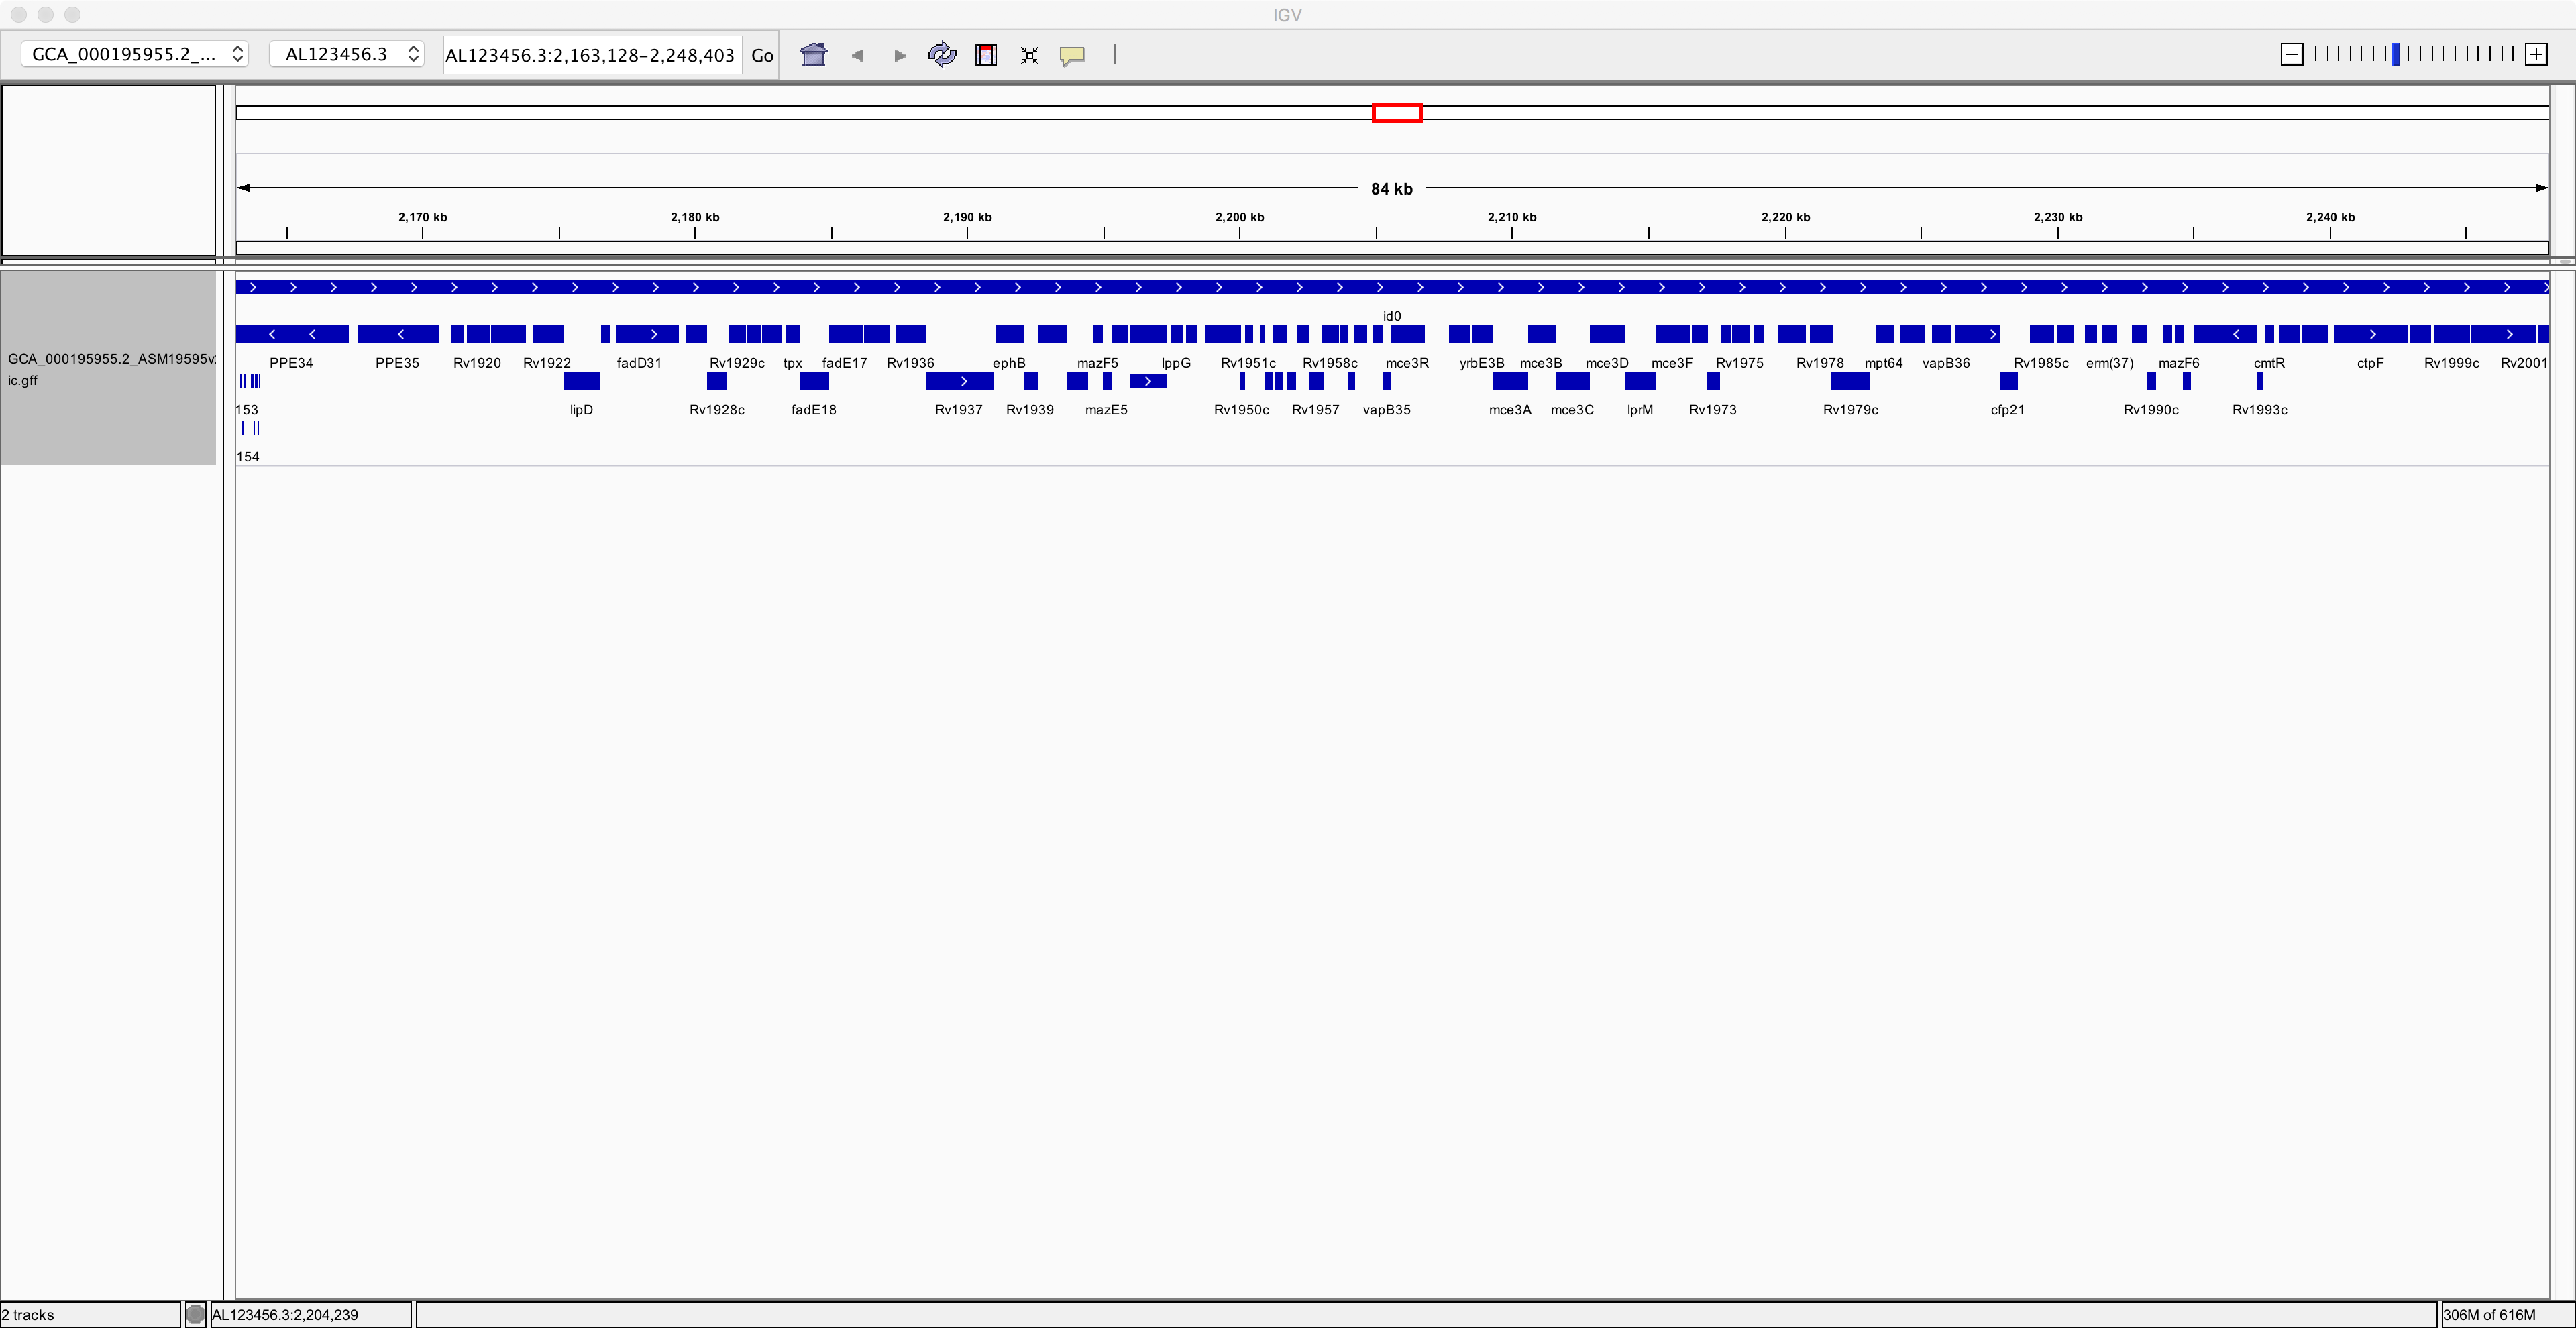 IGV
GCA_000195955.2_... AL123456.3 AL123456.3:2,163,128-2,248,403 Go
84 kb
2,170 kb 2,180 kb 2,190 kb 2,200 kb 2,210 kb 2,220 kb 2,230 kb 2,240 kb
id0
GCA_000195955.2_ASM19595v
ic.gff
PPE34 PPE35 Rv1920 Rv1922 fadD31 Rv1929c tpx fadE17 Rv1936 ephB mazF5 lppG Rv1951c Rv1958c mce3R yrbE3B mce3B mce3D mce3F Rv1975 Rv1978 mpt64 vapB36 Rv1985c erm(37) mazF6 cmtR ctpF Rv1999c Rv2001
153 lipD Rv1928c fadE18 Rv1937 Rv1939 mazE5 Rv1950c Rv1957 vapB35 mce3A mce3C lprM Rv1973 Rv1979c cfp21 Rv1990c Rv1993c
154
2 tracks AL123456.3:2,204,239 306M of 616M